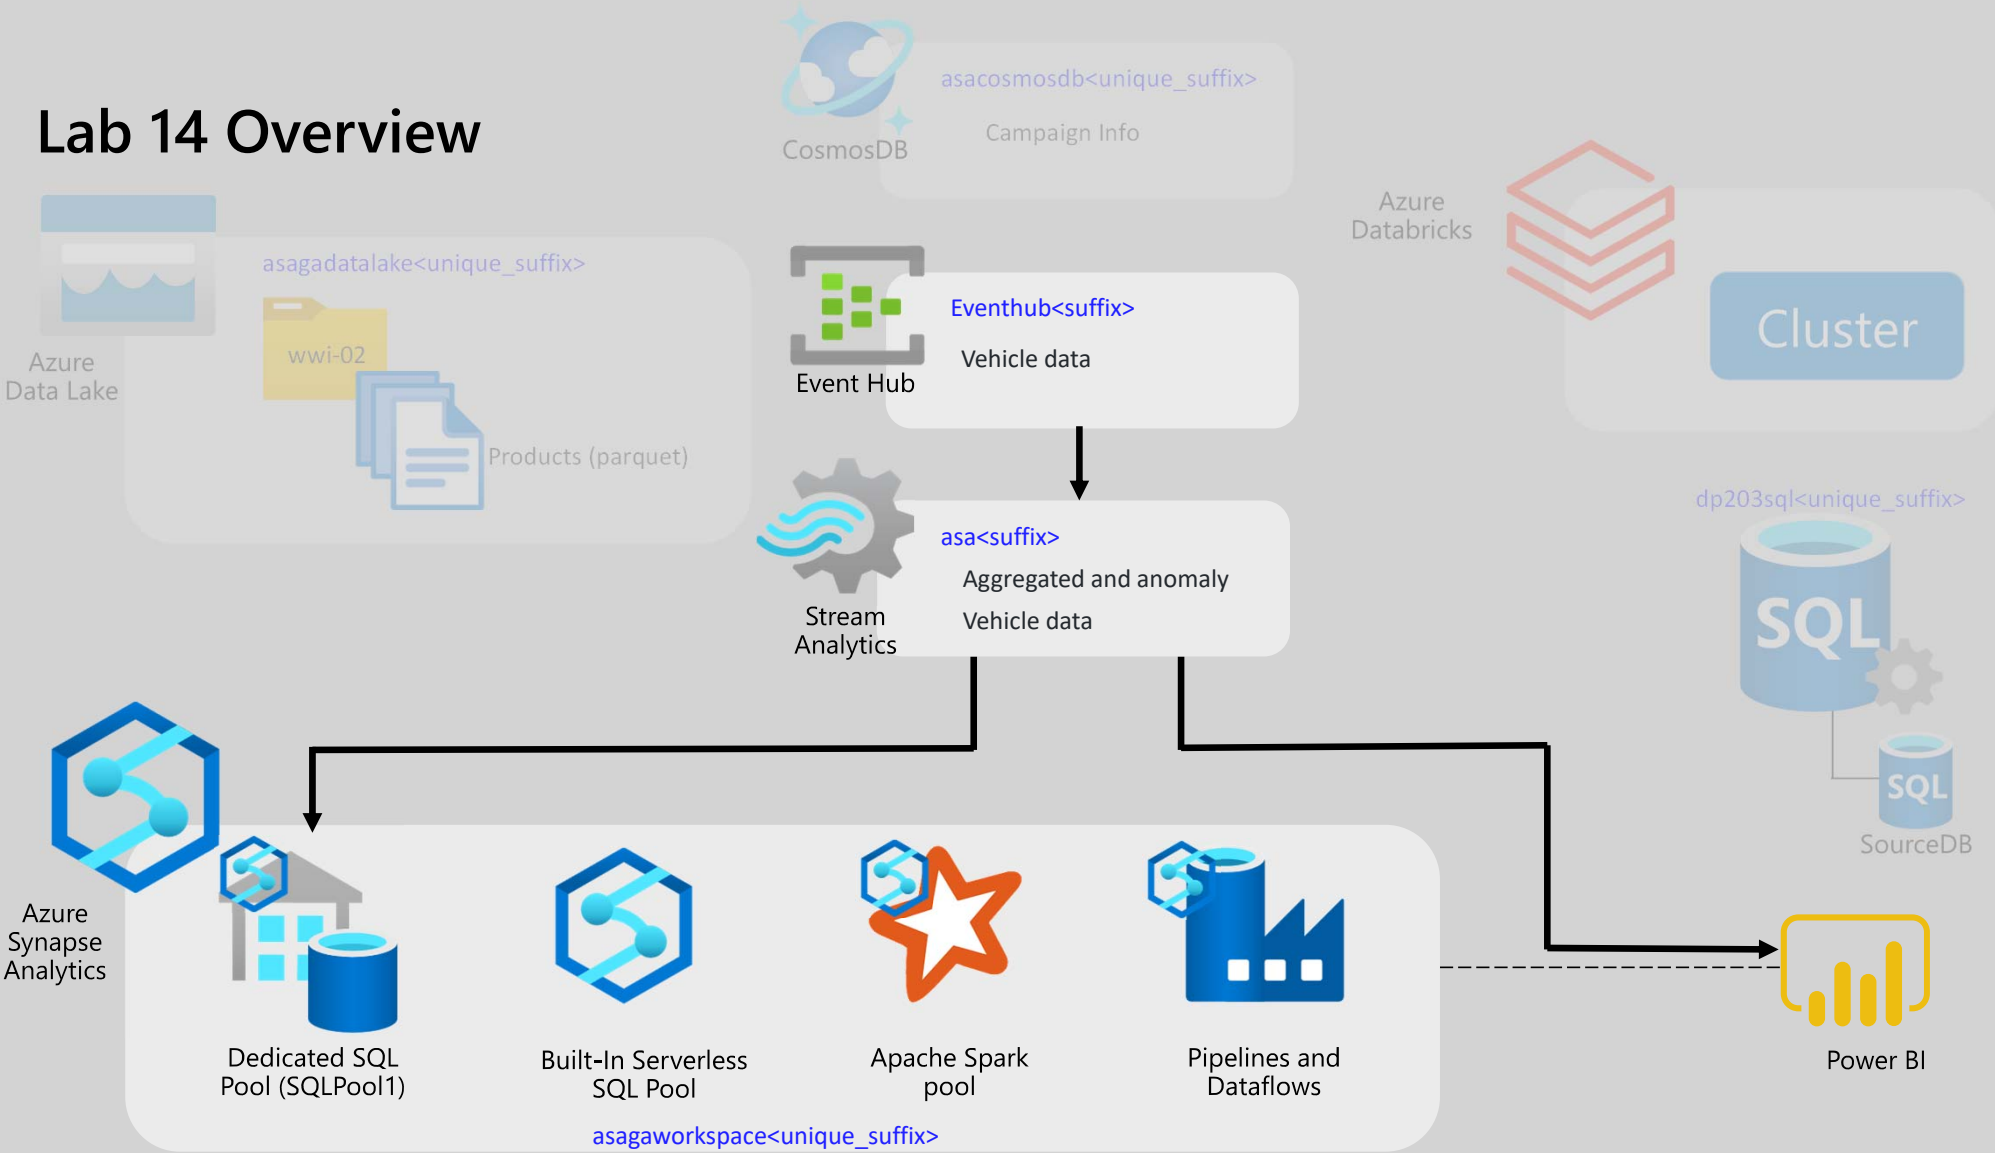 Lab 14 Overview
asacosmosdb<unique_suffix>
Campaign Info
CosmosDB
Azure
Data Lake
asagadatalake<unique_suffix>
wwi-02
Products (parquet)
Eventhub<suffix>
Vehicle data
Event Hub
Azure
Databricks
Cluster
asa<suffix>
Aggregated and anomaly
Vehicle data
Stream
Analytics
dp203sql<unique_suffix>
SQL
SQL
SourceDB
Azure
Synapse
Analytics
Dedicated SQL
Pool (SQLPool1)
Built-In Serverless
SQL Pool
Apache Spark
pool
Pipelines and
Dataflows
asagaworkspace<unique_suffix>
Power BI